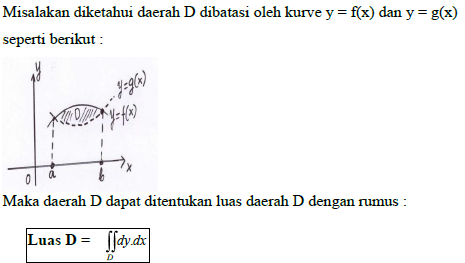 Misalakan diketahui daerah D dibatasi oleh kurve y = f(x) dan y = g(x)
seperti berikut :
y
y=g(x)
D
y=f(x)
x
0 a b
Maka daerah D dapat ditentukan luas daerah D dengan rumus :
Luas D = ∬dy.dx
D